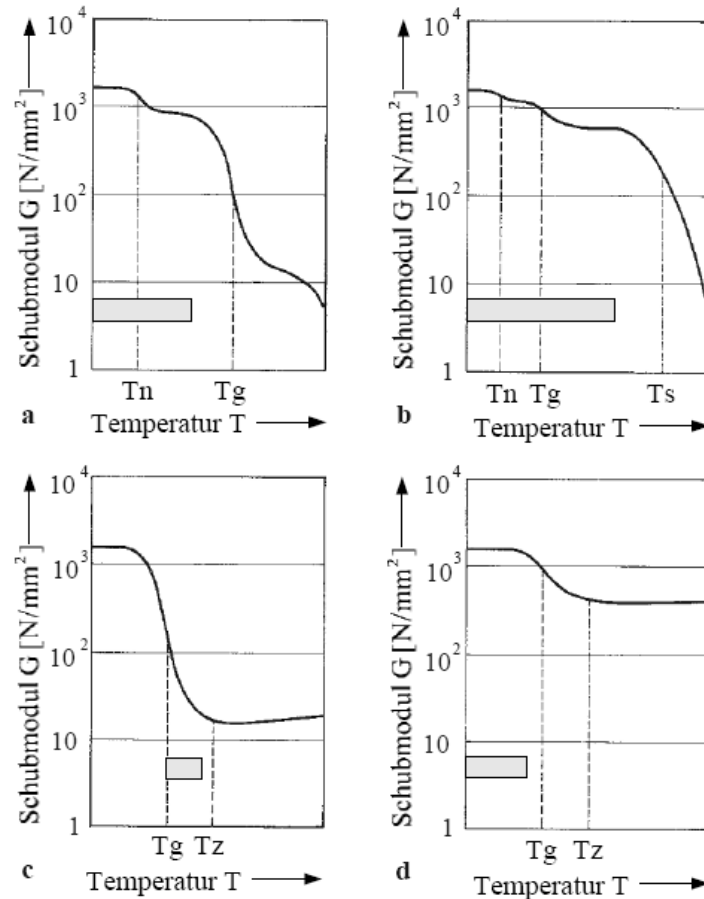 10⁴
10³
10²
10
1
Schubmodul G [N/mm²]
Tn Tg
a Temperatur T
10⁴
10³
10²
10
1
Schubmodul G [N/mm²]
Tn Tg Ts
b Temperatur T
10⁴
10³
10²
10
1
Schubmodul G [N/mm²]
Tg Tz
c Temperatur T
10⁴
10³
10²
10
1
Schubmodul G [N/mm²]
Tg Tz
d Temperatur T